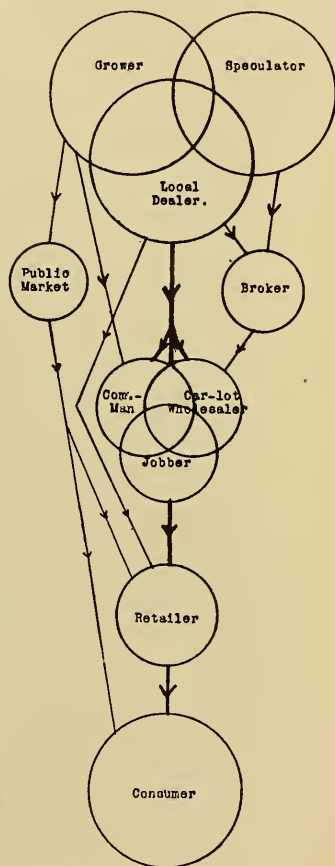 Grower
Speculator
Local
Dealer.
Public
Market
Broker
Com.-
Man
Car-lot
Wholesaler
Jobber
Retailer
Consumer